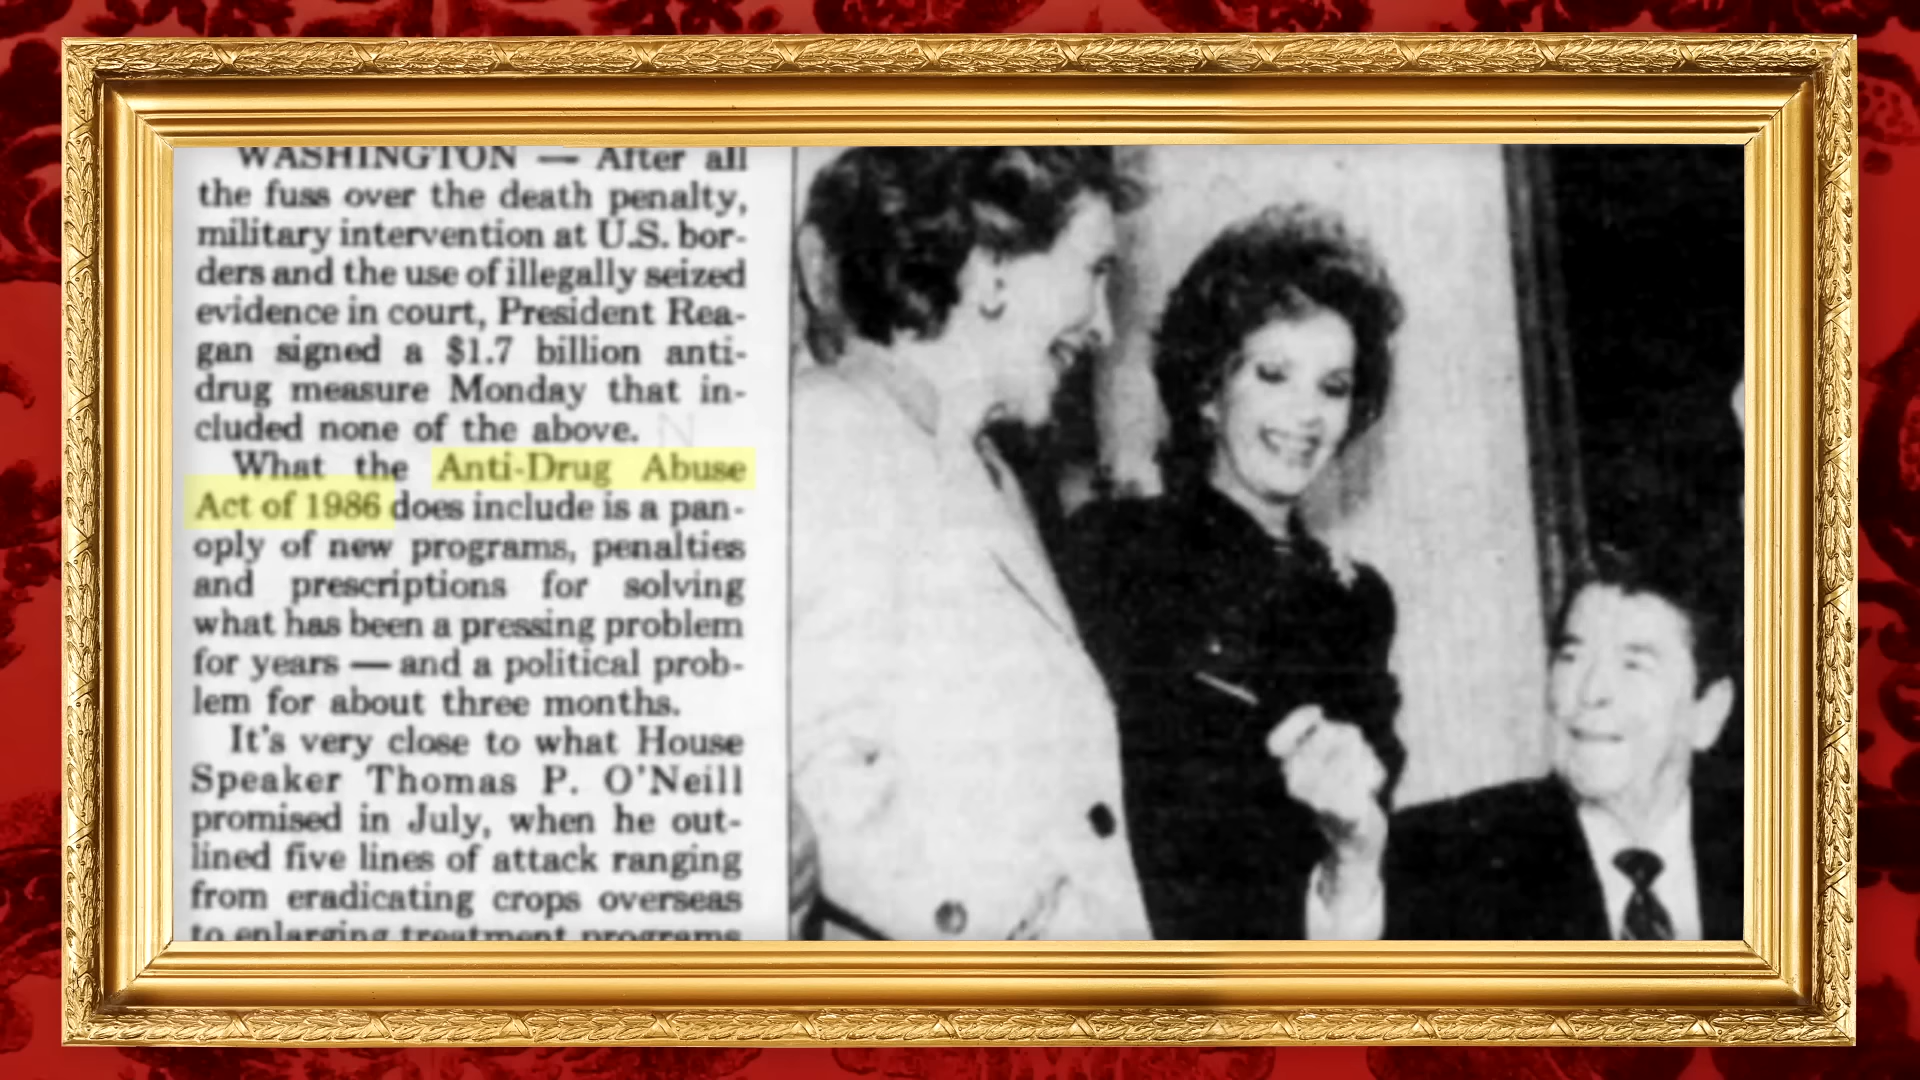 WASHINGTON — After all
the fuss over the death penalty,
military intervention at U.S. bor-
ders and the use of illegally seized
evidence in court, President Rea-
gan signed a $1.7 billion anti-
drug measure Monday that in-
cluded none of the above.
What the Anti-Drug Abuse
Act of 1986 does include is a pan-
oply of new programs, penalties
and prescriptions for solving
what has been a pressing problem
for years — and a political prob-
lem for about three months.
It's very close to what House
Speaker Thomas P. O'Neill
promised in July, when he out-
lined five lines of attack ranging
from eradicating crops overseas
to enlarging treatment programs